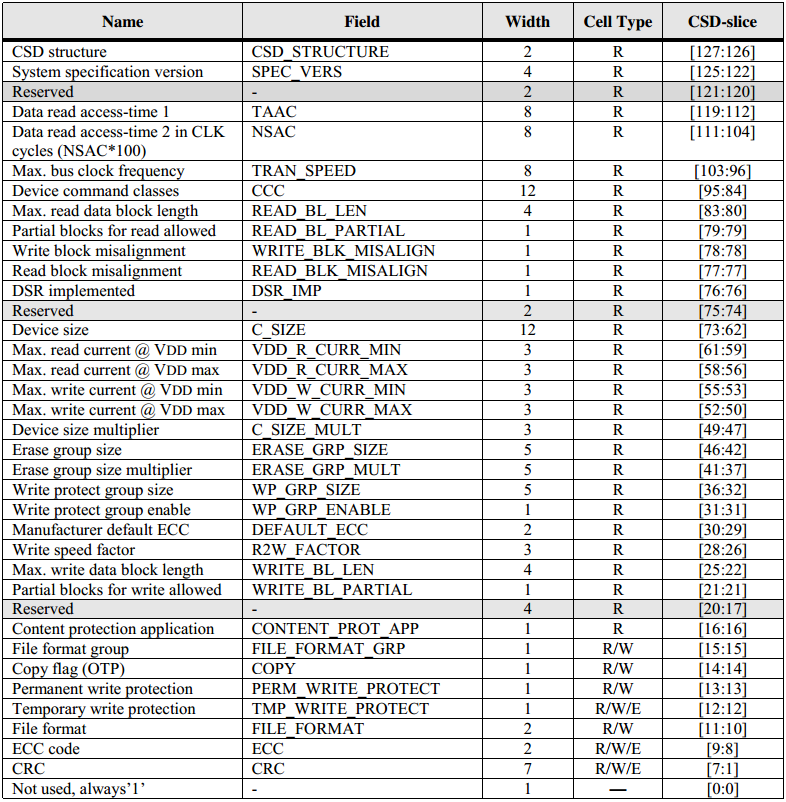 Name Field Width Cell Type CSD-slice
CSD structure CSD_STRUCTURE 2 R [127:126]
System specification version SPEC_VERS 4 R [125:122]
Reserved - 2 R [121:120]
Data read access-time 1 TAAC 8 R [119:112]
Data read access-time 2 in CLK NSAC 8 R [111:104]
cycles (NSAC*100)
Max. bus clock frequency TRAN_SPEED 8 R [103:96]
Device command classes CCC 12 R [95:84]
Max. read data block length READ_BL_LEN 4 R [83:80]
Partial blocks for read allowed READ_BL_PARTIAL 1 R [79:79]
Write block misalignment WRITE_BLK_MISALIGN 1 R [78:78]
Read block misalignment READ_BLK_MISALIGN 1 R [77:77]
DSR implemented DSR_IMP 1 R [76:76]
Reserved - 2 R [75:74]
Device size C_SIZE 12 R [73:62]
Max. read current @ VDD min VDD_R_CURR_MIN 3 R [61:59]
Max. read current @ VDD max VDD_R_CURR_MAX 3 R [58:56]
Max. write current @ VDD min VDD_W_CURR_MIN 3 R [55:53]
Max. write current @ VDD max VDD_W_CURR_MAX 3 R [52:50]
Device size multiplier C_SIZE_MULT 3 R [49:47]
Erase group size ERASE_GRP_SIZE 5 R [46:42]
Erase group size multiplier ERASE_GRP_MULT 5 R [41:37]
Write protect group size WP_GRP_SIZE 5 R [36:32]
Write protect group enable WP_GRP_ENABLE 1 R [31:31]
Manufacturer default ECC DEFAULT_ECC 2 R [30:29]
Write speed factor R2W_FACTOR 3 R [28:26]
Max. write data block length WRITE_BL_LEN 4 R [25:22]
Partial blocks for write allowed WRITE_BL_PARTIAL 1 R [21:21]
Reserved - 4 R [20:17]
Content protection application CONTENT_PROT_APP 1 R [16:16]
File format group FILE_FORMAT_GRP 1 R/W [15:15]
Copy flag (OTP) COPY 1 R/W [14:14]
Permanent write protection PERM_WRITE_PROTECT 1 R/W [13:13]
Temporary write protection TMP_WRITE_PROTECT 1 R/W/E [12:12]
File format FILE_FORMAT 2 R/W [11:10]
ECC code ECC 2 R/W/E [9:8]
CRC CRC 7 R/W/E [7:1]
Not used, always’1’ - 1 — [0:0]